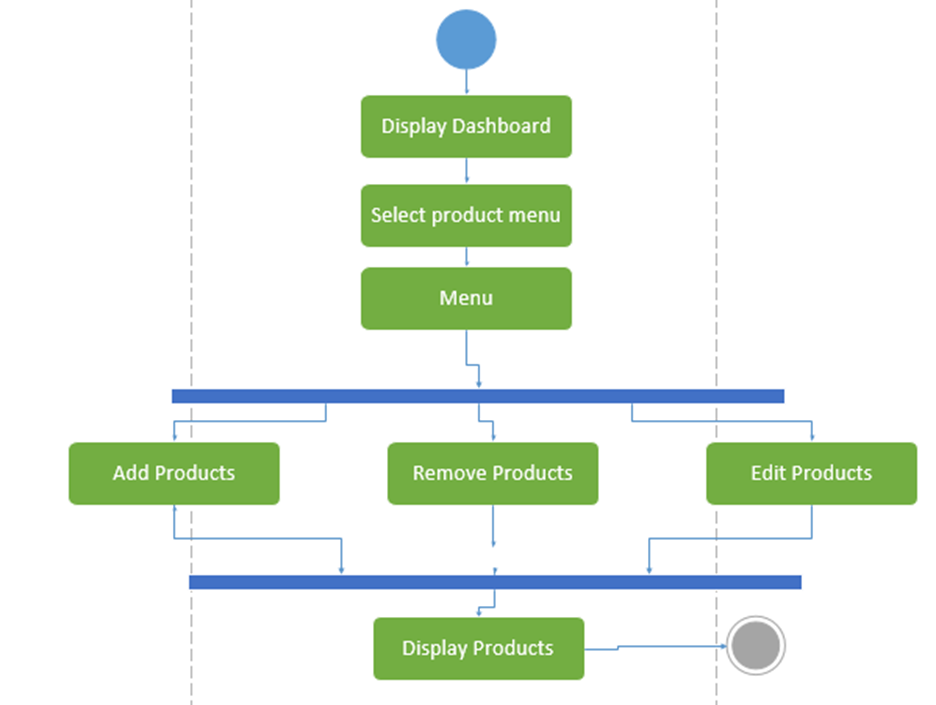 Display Dashboard
Select product menu
Menu
Add Products
Remove Products
Edit Products
Display Products